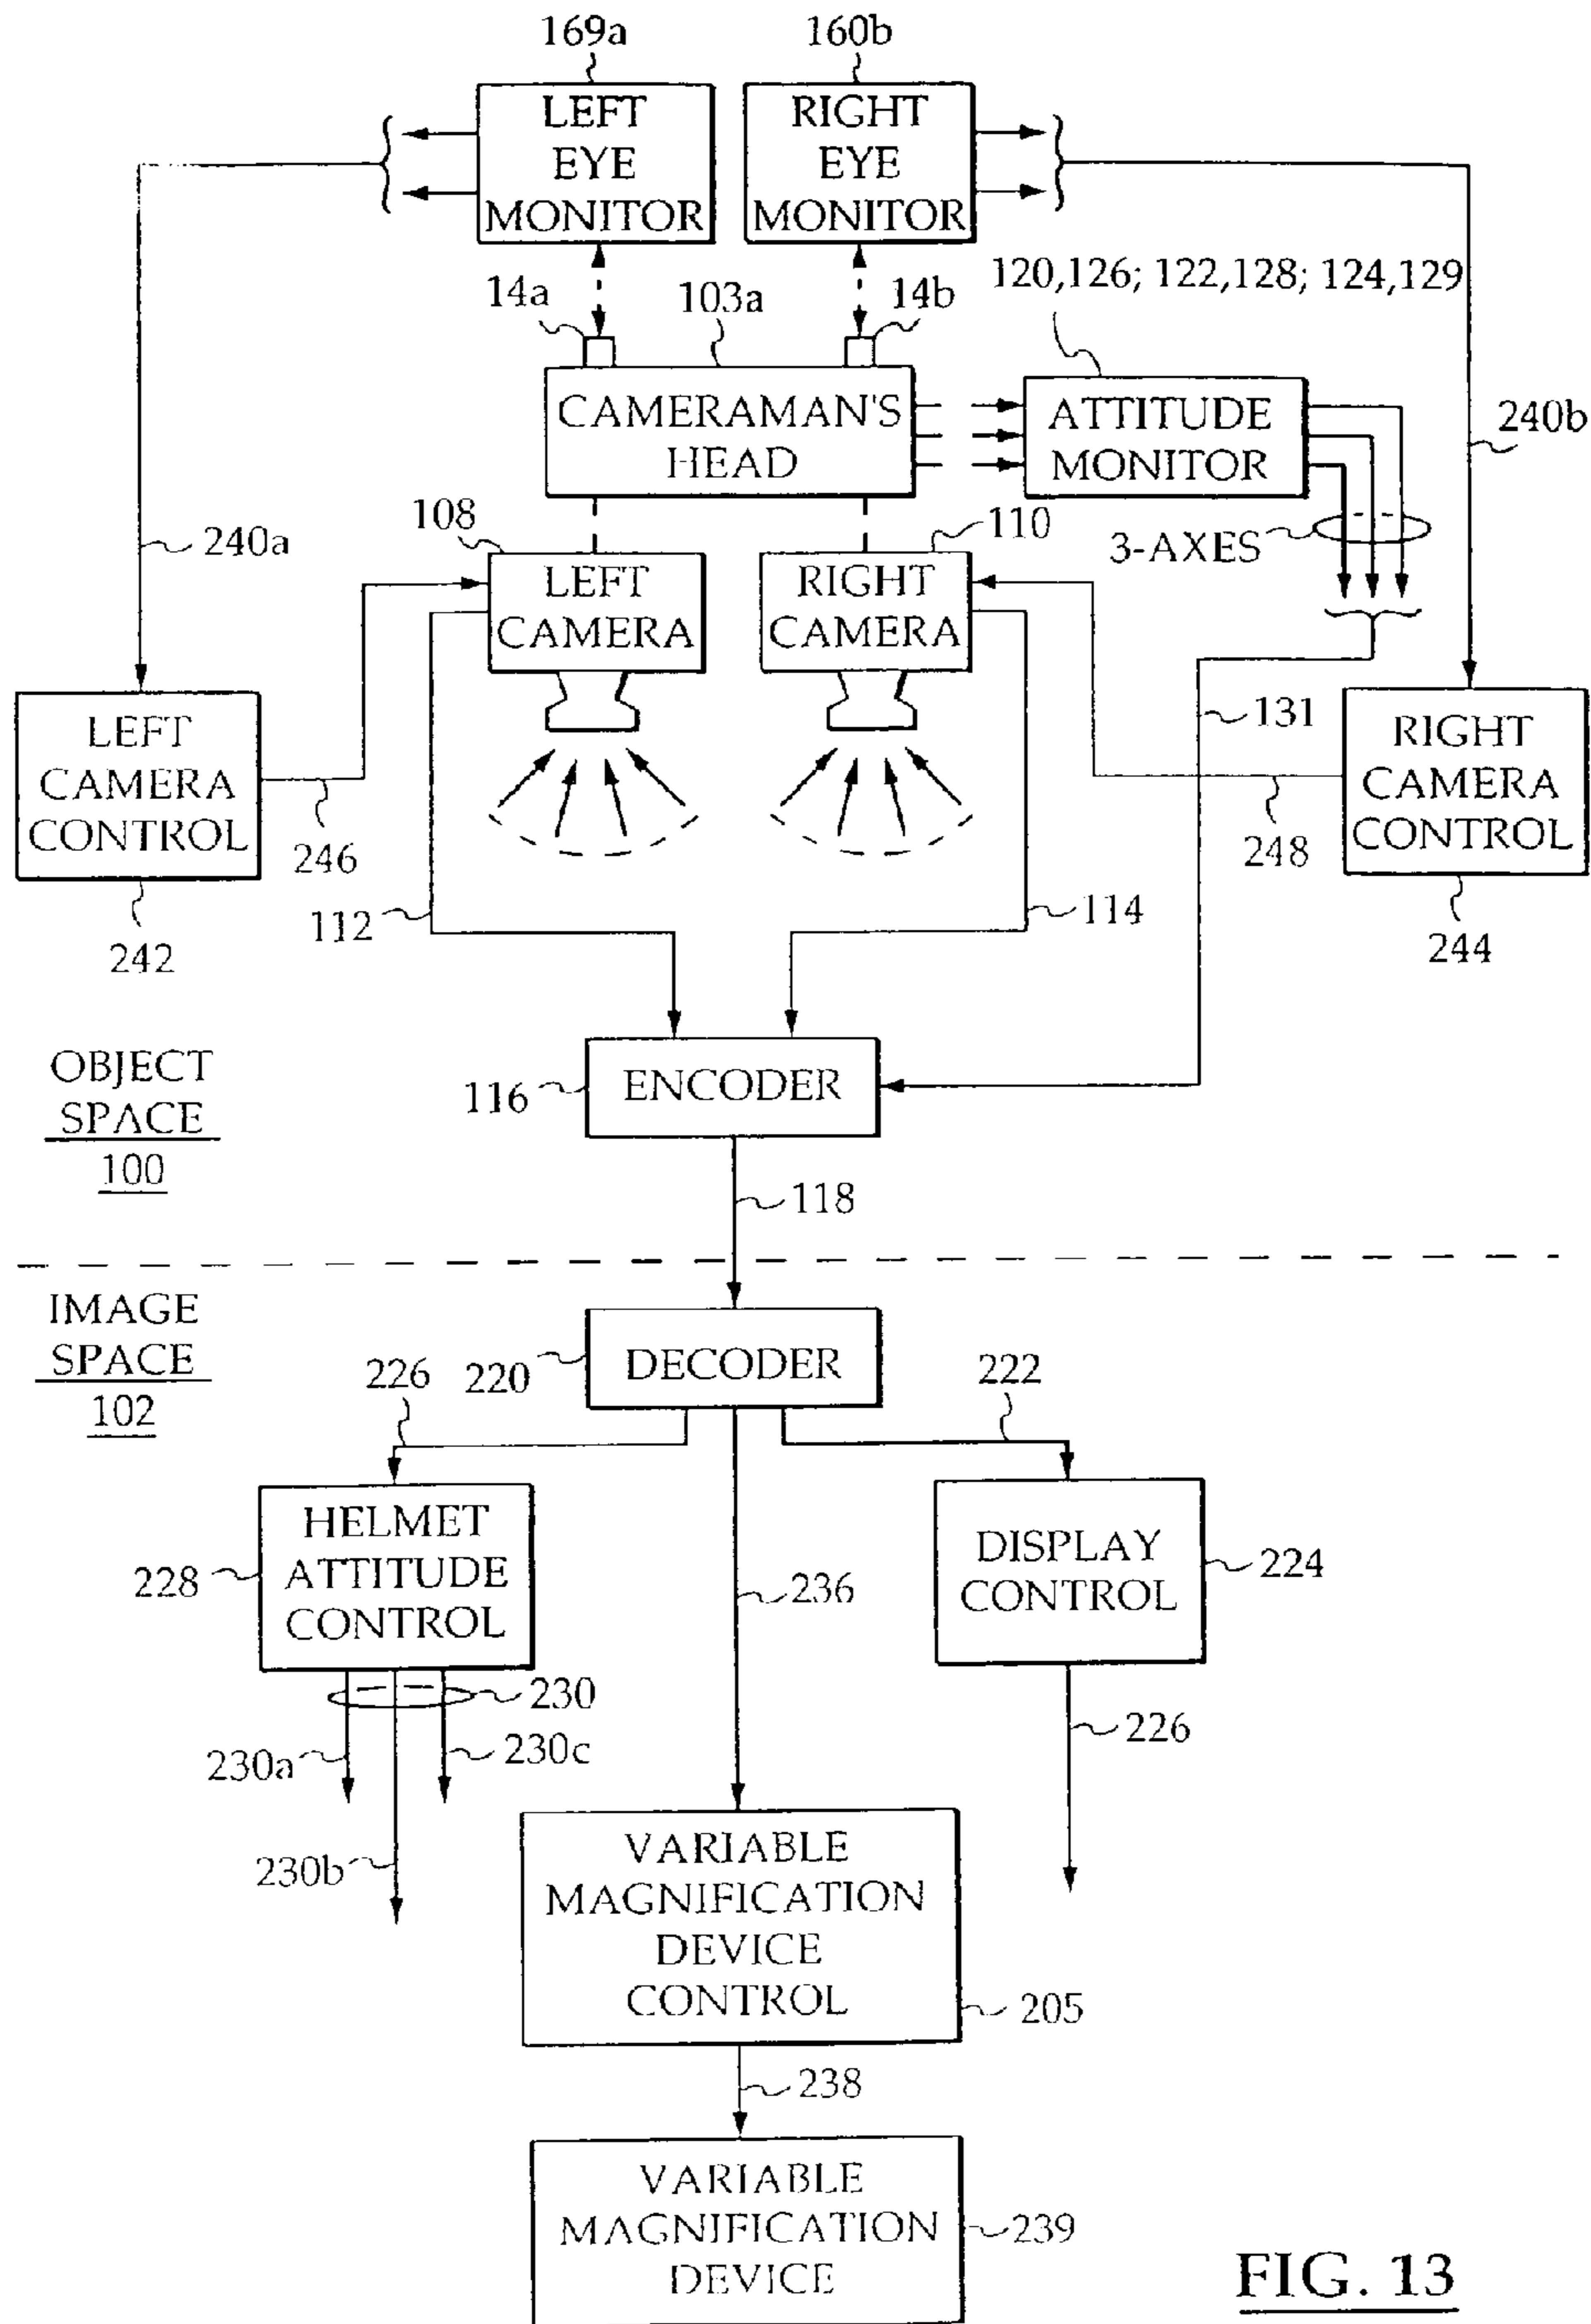 169a
160b
LEFT
EYE
MONITOR
RIGHT
EYE
MONITOR
14a
103a
14b
120,126; 122,128; 124,129
CAMERAMAN'S
HEAD
ATTITUDE
MONITOR
240b
240a
108
110
3-AXES
LEFT
CAMERA
RIGHT
CAMERA
LEFT
CAMERA
CONTROL
131
RIGHT
CAMERA
CONTROL
246
248
112
114
242
244
OBJECT
SPACE
100
116
ENCODER
118
IMAGE
SPACE
102
220
DECODER
226
222
HELMET
ATTITUDE
CONTROL
228
236
DISPLAY
CONTROL
224
230
230a
230c
226
230b
VARIABLE
MAGNIFICATION
DEVICE
CONTROL
205
238
VARIABLE
MAGNIFICATION
DEVICE
239
FIG. 13